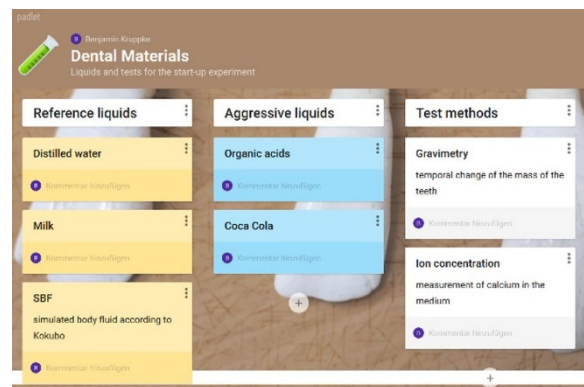 padlet
Benjamin Kruppke
Dental Materials
Liquids and tests for the start-up experiment
Reference liquids
Distilled water
Kommentar hinzufügen
Milk
Kommentar hinzufügen
SBF
simulated body fluid according to
Kokubo
Kommentar hinzufügen
Aggressive liquids
Organic acids
Kommentar hinzufügen
Coca Cola
Kommentar hinzufügen
Test methods
Gravimetry
temporal change of the mass of the
teeth
Kommentar hinzufügen
Ion concentration
measurement of calcium in the
medium
Kommentar hinzufügen